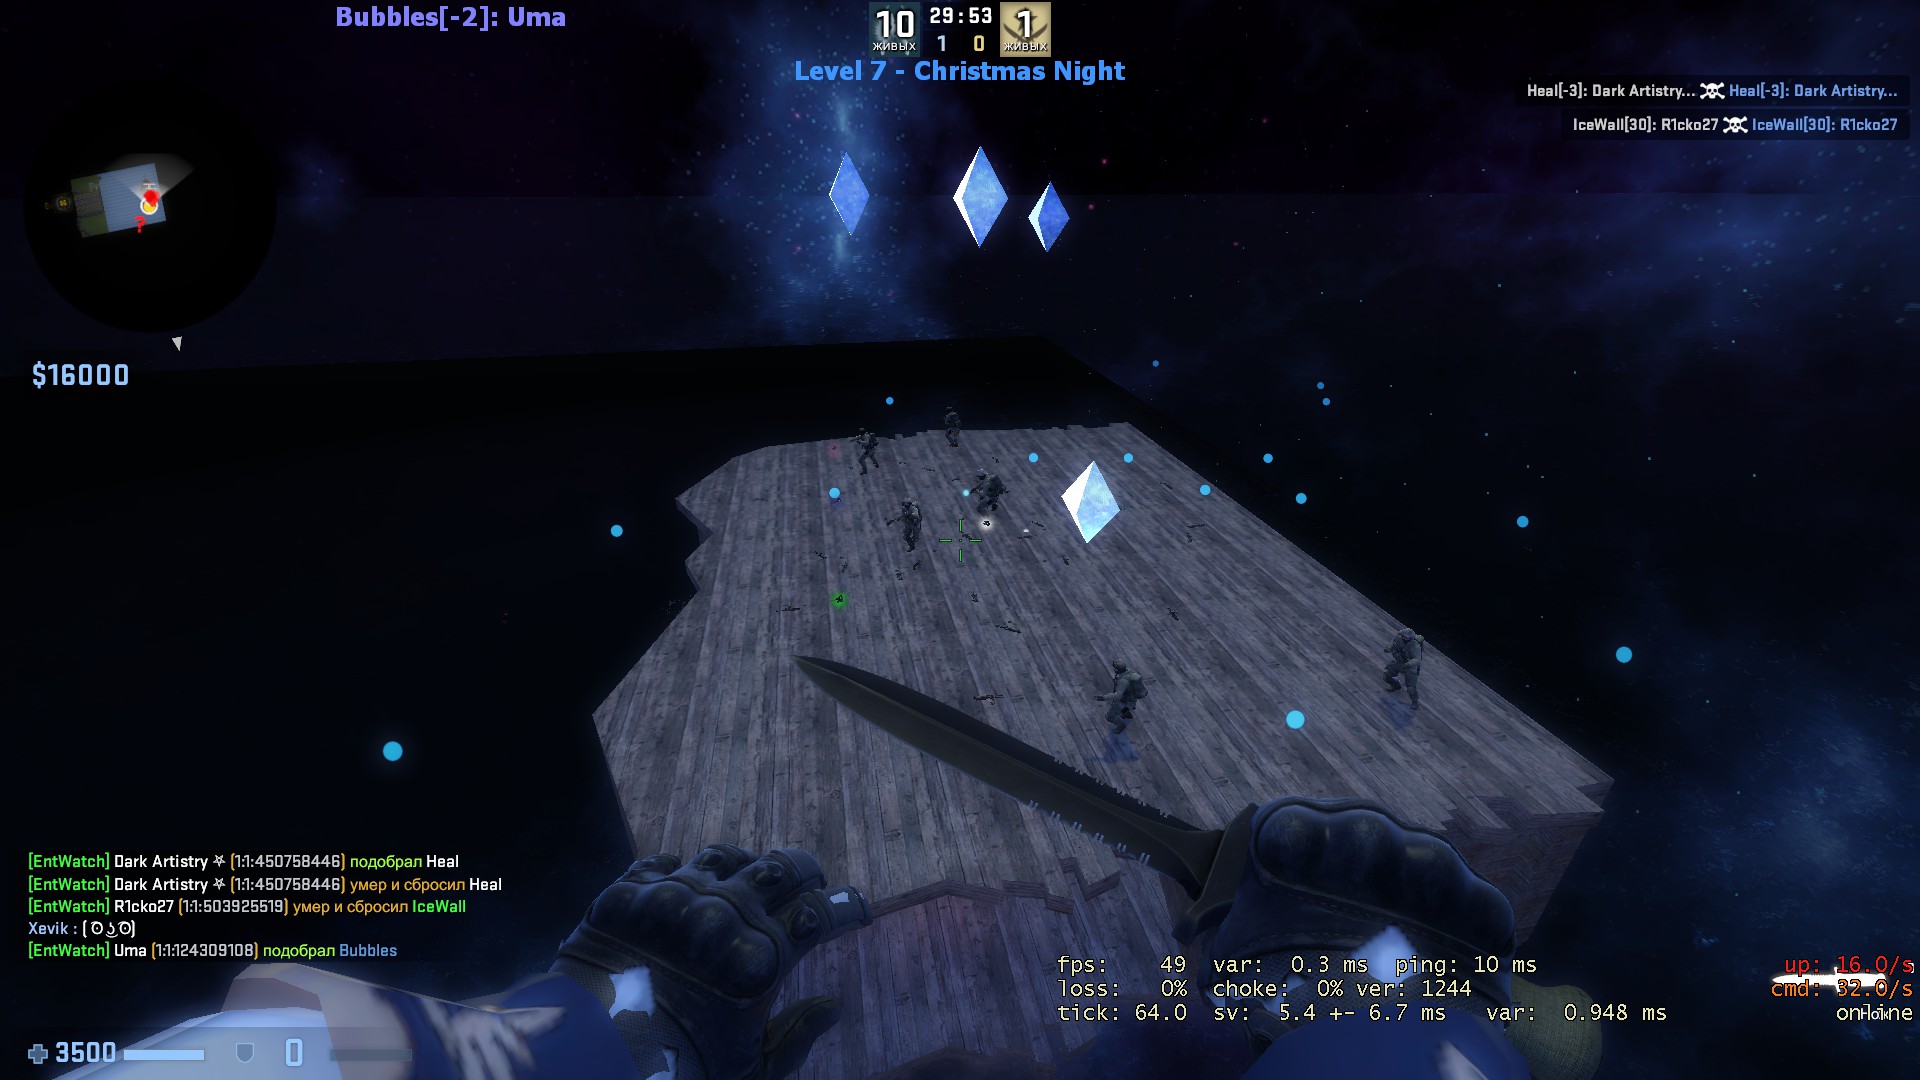 Bubbles[-2]: Uma
10 29:53 1
живых 1 0 живых
Level 7 - Christmas Night
Heal[-3]: Dark Artistry... Heal[-3]: Dark Artistry...
IceWall[30]: R1cko27 IceWall[30]: R1cko27
$16000
[EntWatch] Dark Artistry ⛧ (1:1:450758446) подобрал Heal
[EntWatch] Dark Artistry ⛧ (1:1:450758446) умер и сбросил Heal
[EntWatch] R1cko27 (1:1:503925519) умер и сбросил IceWall
Xevik : ( ʘ ʖ ʘ)
[EntWatch] Uma (1:1:124309108) подобрал Bubbles
fps: 49 var: 0.3 ms ping: 10 ms
loss: 0% choke: 0% ver: 1244
tick: 64.0 sv: 5.4 +- 6.7 ms var: 0.948 ms
up: 16.0/s
cmd: 32.0/s
online
3500 0